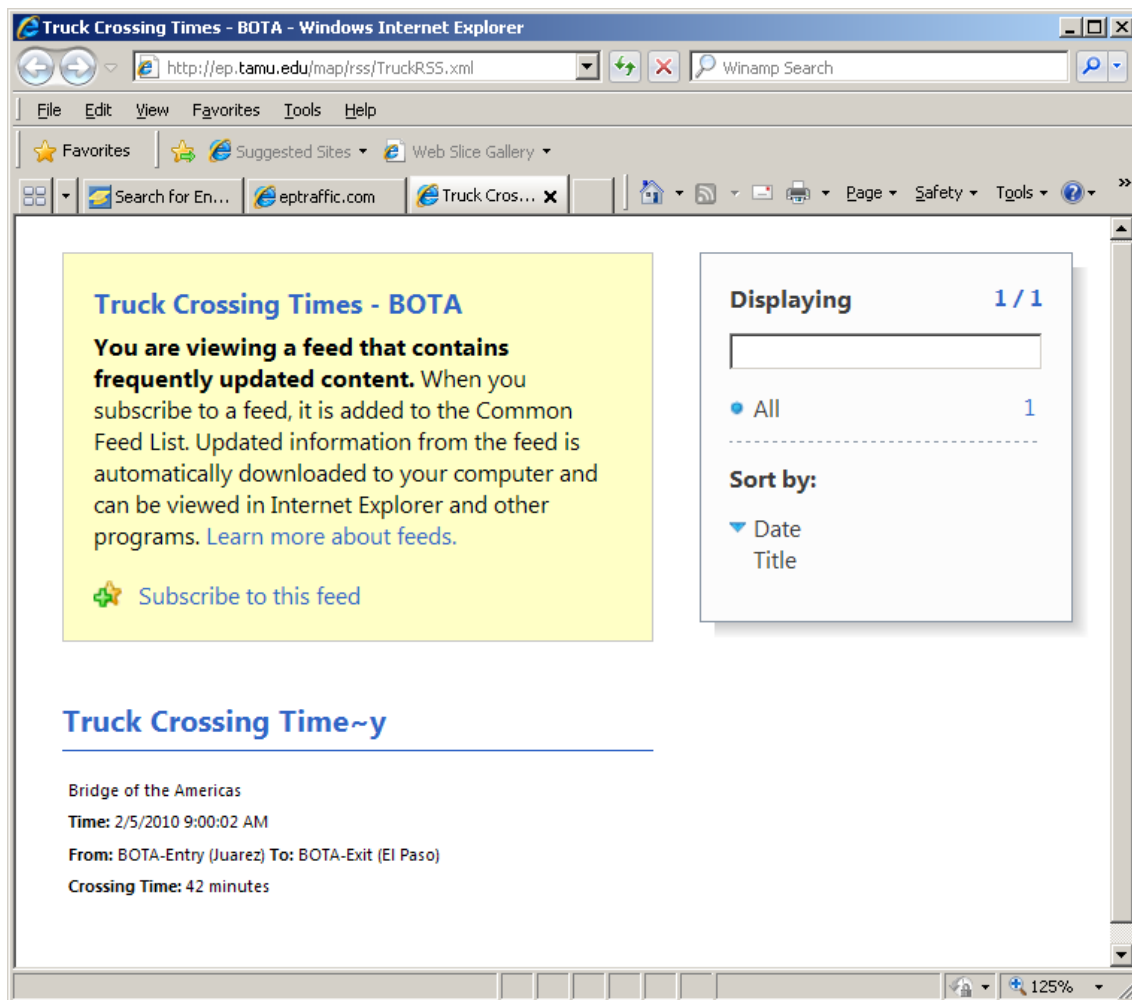 Truck Crossing Times - BOTA - Windows Internet Explorer
http://ep.tamu.edu/map/rss/TruckRSS.xml
Winamp Search
File Edit View Favorites Tools Help
Favorites Suggested Sites Web Slice Gallery
Search for En... eptraffic.com Truck Cros... Page Safety Tools »
Truck Crossing Times - BOTA
You are viewing a feed that contains
frequently updated content. When you
subscribe to a feed, it is added to the Common
Feed List. Updated information from the feed is
automatically downloaded to your computer and
can be viewed in Internet Explorer and other
programs. Learn more about feeds.
Subscribe to this feed
Displaying 1 / 1
All 1
Sort by:
Date
Title
Truck Crossing Time~y
Bridge of the Americas
Time: 2/5/2010 9:00:02 AM
From: BOTA-Entry (Juarez) To: BOTA-Exit (El Paso)
Crossing Time: 42 minutes
125%